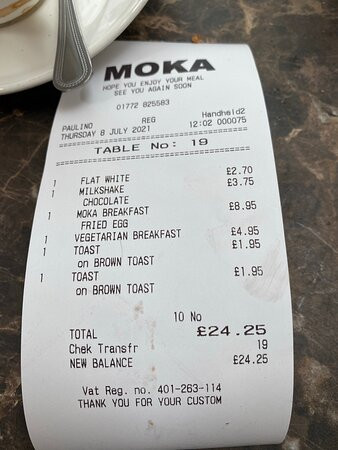 MOKA
HOPE YOU ENJOY YOUR MEAL
SEE YOU AGAIN SOON
01772 825583
REG Handheld2
PAULINO 12:02 000075
THURSDAY 8 JULY 2021
TABLE No: 19
1 FLAT WHITE £2.70
1 MILKSHAKE £3.75
CHOCOLATE
1 MOKA BREAKFAST £8.95
FRIED EGG
1 VEGETARIAN BREAKFAST £4.95
1 TOAST £1.95
on BROWN TOAST
1 TOAST £1.95
on BROWN TOAST
10 No
TOTAL £24.25
Chek Transfr 19
NEW BALANCE £24.25
Vat Reg. no. 401-263-114
THANK YOU FOR YOUR CUSTOM